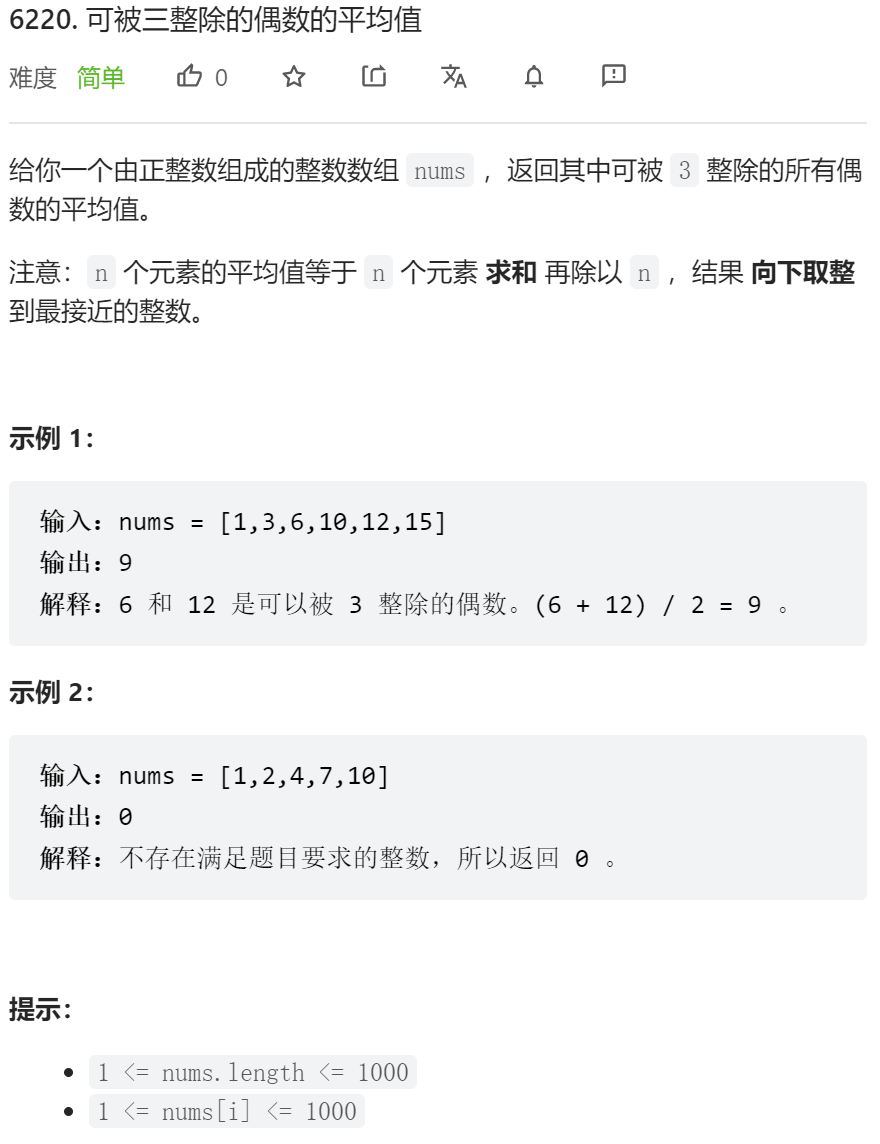 6220. 可被三整除的偶数的平均值
难度 简单 0
给你一个由正整数组成的整数数组 nums ，返回其中可被 3 整除的所有偶
数的平均值。
注意：n 个元素的平均值等于 n 个元素 求和 再除以 n ，结果 向下取整
到最接近的整数。
示例 1：
输入：nums = [1,3,6,10,12,15]
输出：9
解释：6 和 12 是可以被 3 整除的偶数。(6 + 12) / 2 = 9 。
示例 2：
输入：nums = [1,2,4,7,10]
输出：0
解释：不存在满足题目要求的整数，所以返回 0 。
提示：
1 <= nums.length <= 1000
1 <= nums[i] <= 1000